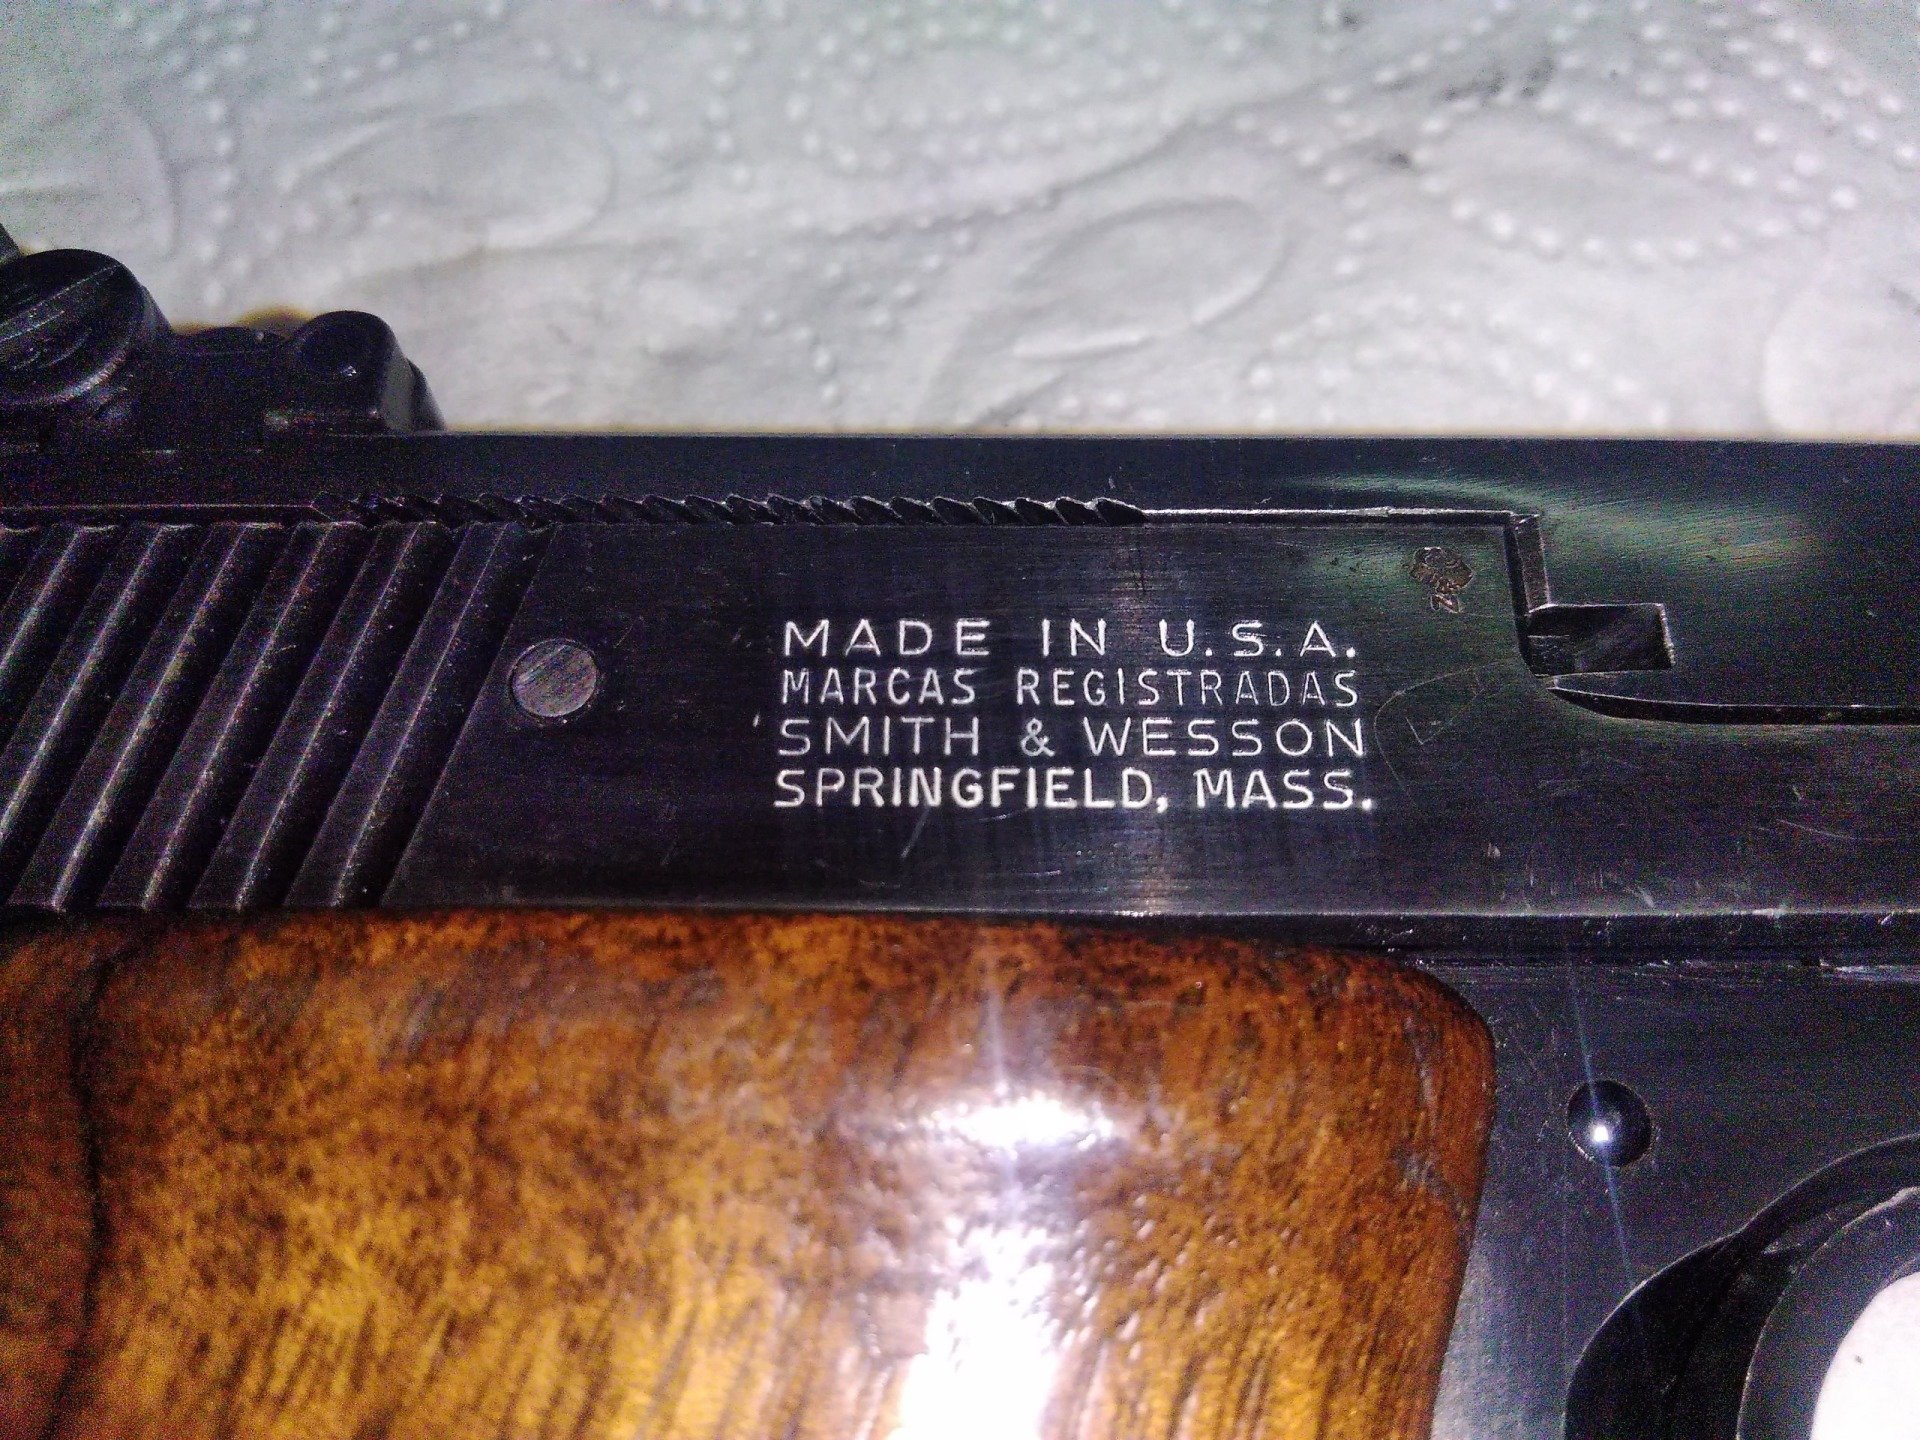 MADE IN U.S.A.
MARCAS REGISTRADAS
SMITH & WESSON
SPRINGFIELD, MASS.